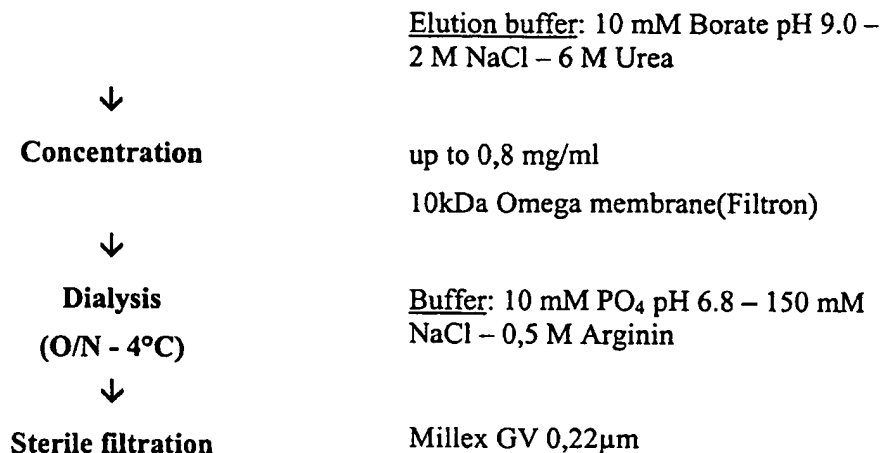 Elution buffer: 10 mM Borate pH 9.0 –
2 M NaCl – 6 M Urea
↓
Concentration
up to 0,8 mg/ml
10kDa Omega membrane(Filtron)
↓
Dialysis
(O/N - 4°C)
Buffer: 10 mM PO₄ pH 6.8 – 150 mM
NaCl – 0,5 M Arginin
↓
Sterile filtration
Millex GV 0,22µm